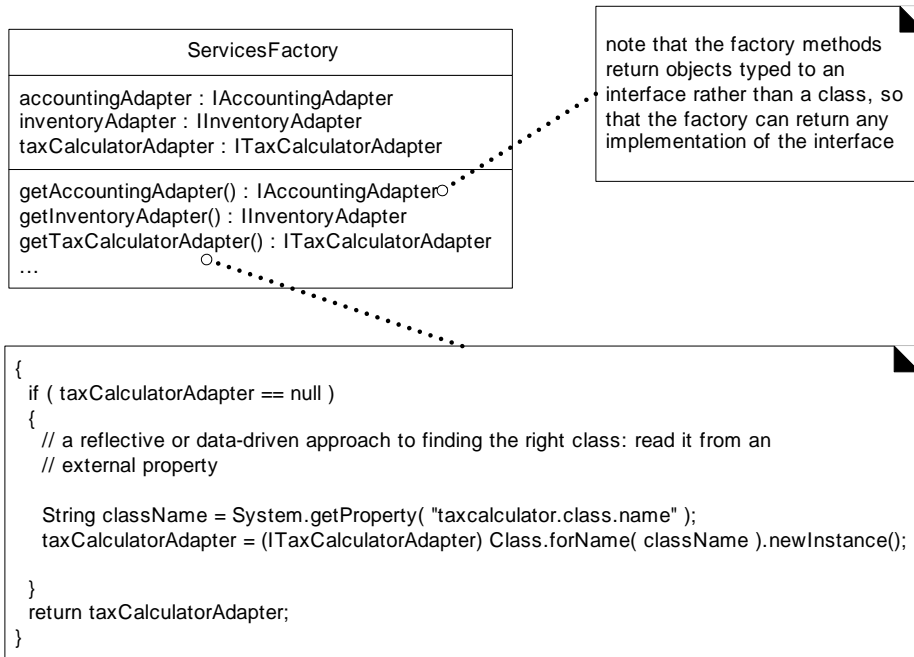 ServicesFactory
accountingAdapter : IAccountingAdapter
inventoryAdapter : IInventoryAdapter
taxCalculatorAdapter : ITaxCalculatorAdapter
getAccountingAdapter() : IAccountingAdapter
getInventoryAdapter() : IInventoryAdapter
getTaxCalculatorAdapter() : ITaxCalculatorAdapter
...
note that the factory methods
return objects typed to an
interface rather than a class, so
that the factory can return any
implementation of the interface
{
if ( taxCalculatorAdapter == null )
{
// a reflective or data-driven approach to finding the right class: read it from an
// external property
String className = System.getProperty( "taxcalculator.class.name" );
taxCalculatorAdapter = (ITaxCalculatorAdapter) Class.forName( className ).newInstance();
}
return taxCalculatorAdapter;
}